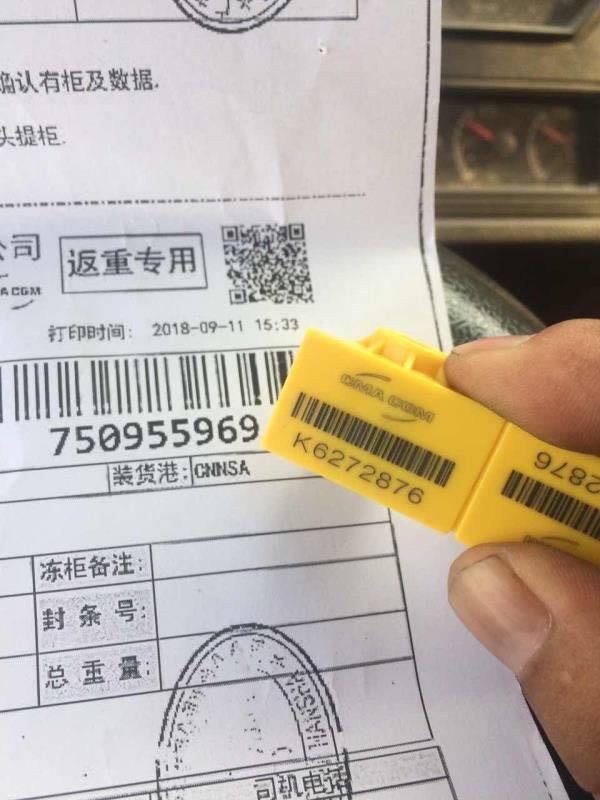 确认有柜及数据.
头提柜.
公司
返重专用
ACGM
打印时间: 2018-09-11 15:33
750955969
装货港: CNNSA
CMA CGM
K6272876
2876
冻柜备注:
封条号:
总重量:
司机电话